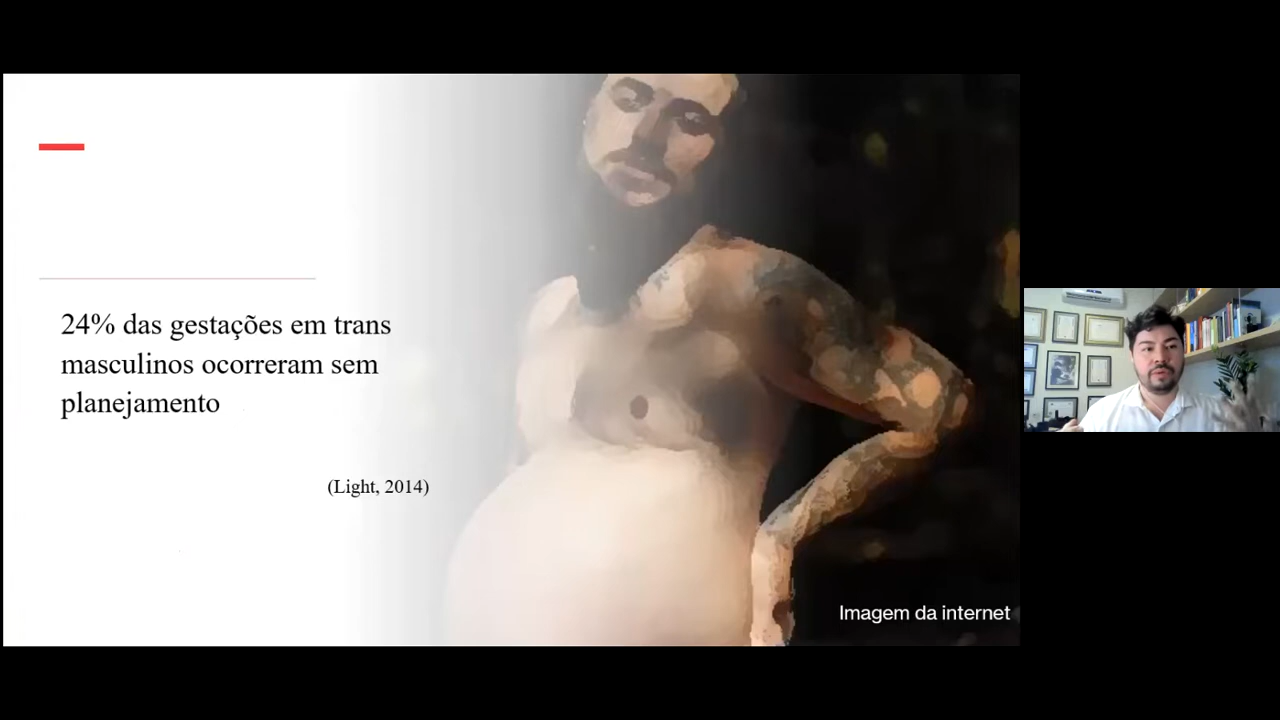 24% das gestações em trans
masculinos ocorreram sem
planejamento
(Light, 2014)
Imagem da internet